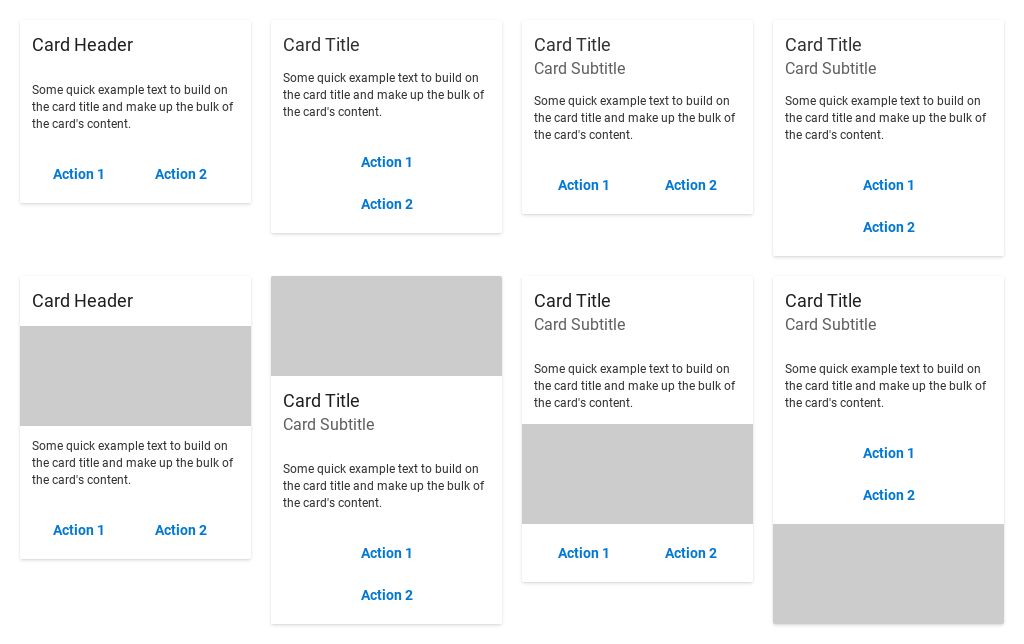 Card Header
Some quick example text to build on
the card title and make up the bulk of
the card's content.
Action 1 Action 2
Card Title
Some quick example text to build on
the card title and make up the bulk of
the card's content.
Action 1
Action 2
Card Title
Card Subtitle
Some quick example text to build on
the card title and make up the bulk of
the card's content.
Action 1 Action 2
Card Title
Card Subtitle
Some quick example text to build on
the card title and make up the bulk of
the card's content.
Action 1
Action 2
Card Header
Some quick example text to build on
the card title and make up the bulk of
the card's content.
Action 1 Action 2
Card Title
Card Subtitle
Some quick example text to build on
the card title and make up the bulk of
the card's content.
Action 1
Action 2
Card Title
Card Subtitle
Some quick example text to build on
the card title and make up the bulk of
the card's content.
Action 1 Action 2
Card Title
Card Subtitle
Some quick example text to build on
the card title and make up the bulk of
the card's content.
Action 1
Action 2